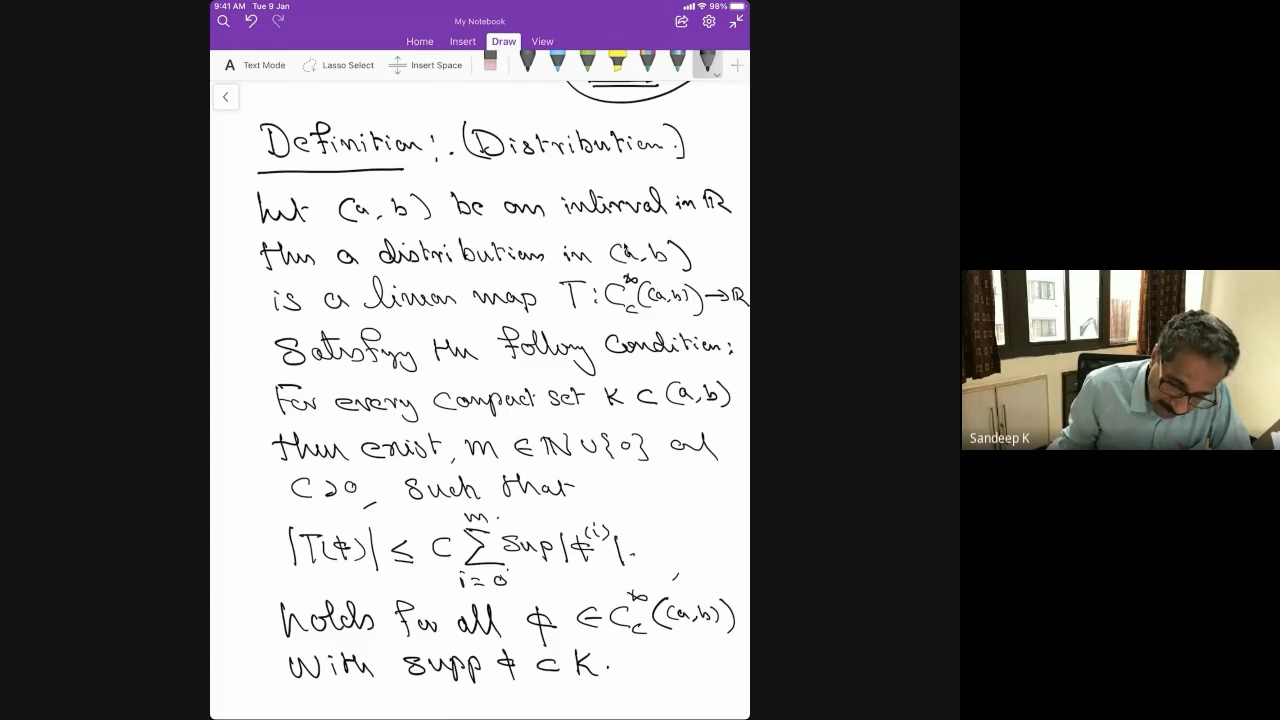 9:41 AM Tue 9 Jan
98%
My Notebook
Home Insert Draw View
A Text Mode Lasso Select Insert Space
Definition:. (Distribution.)
Let (a, b) be an interval in ℝ
then a distribution in (a, b)
is a linear map T : C_c^∞((a,b)) → ℝ
Satisfying the following condition:
For every compact set K ⊂ (a, b)
there exist, m ∈ ℕ ∪ {0} and
C > 0, such that
|T(ϕ)| ≤ C ∑_{i=0}^{m} sup |ϕ^{(i)}|.
holds for all ϕ ∈ C_c^∞((a,b))
with supp ϕ ⊂ K.
Sandeep K